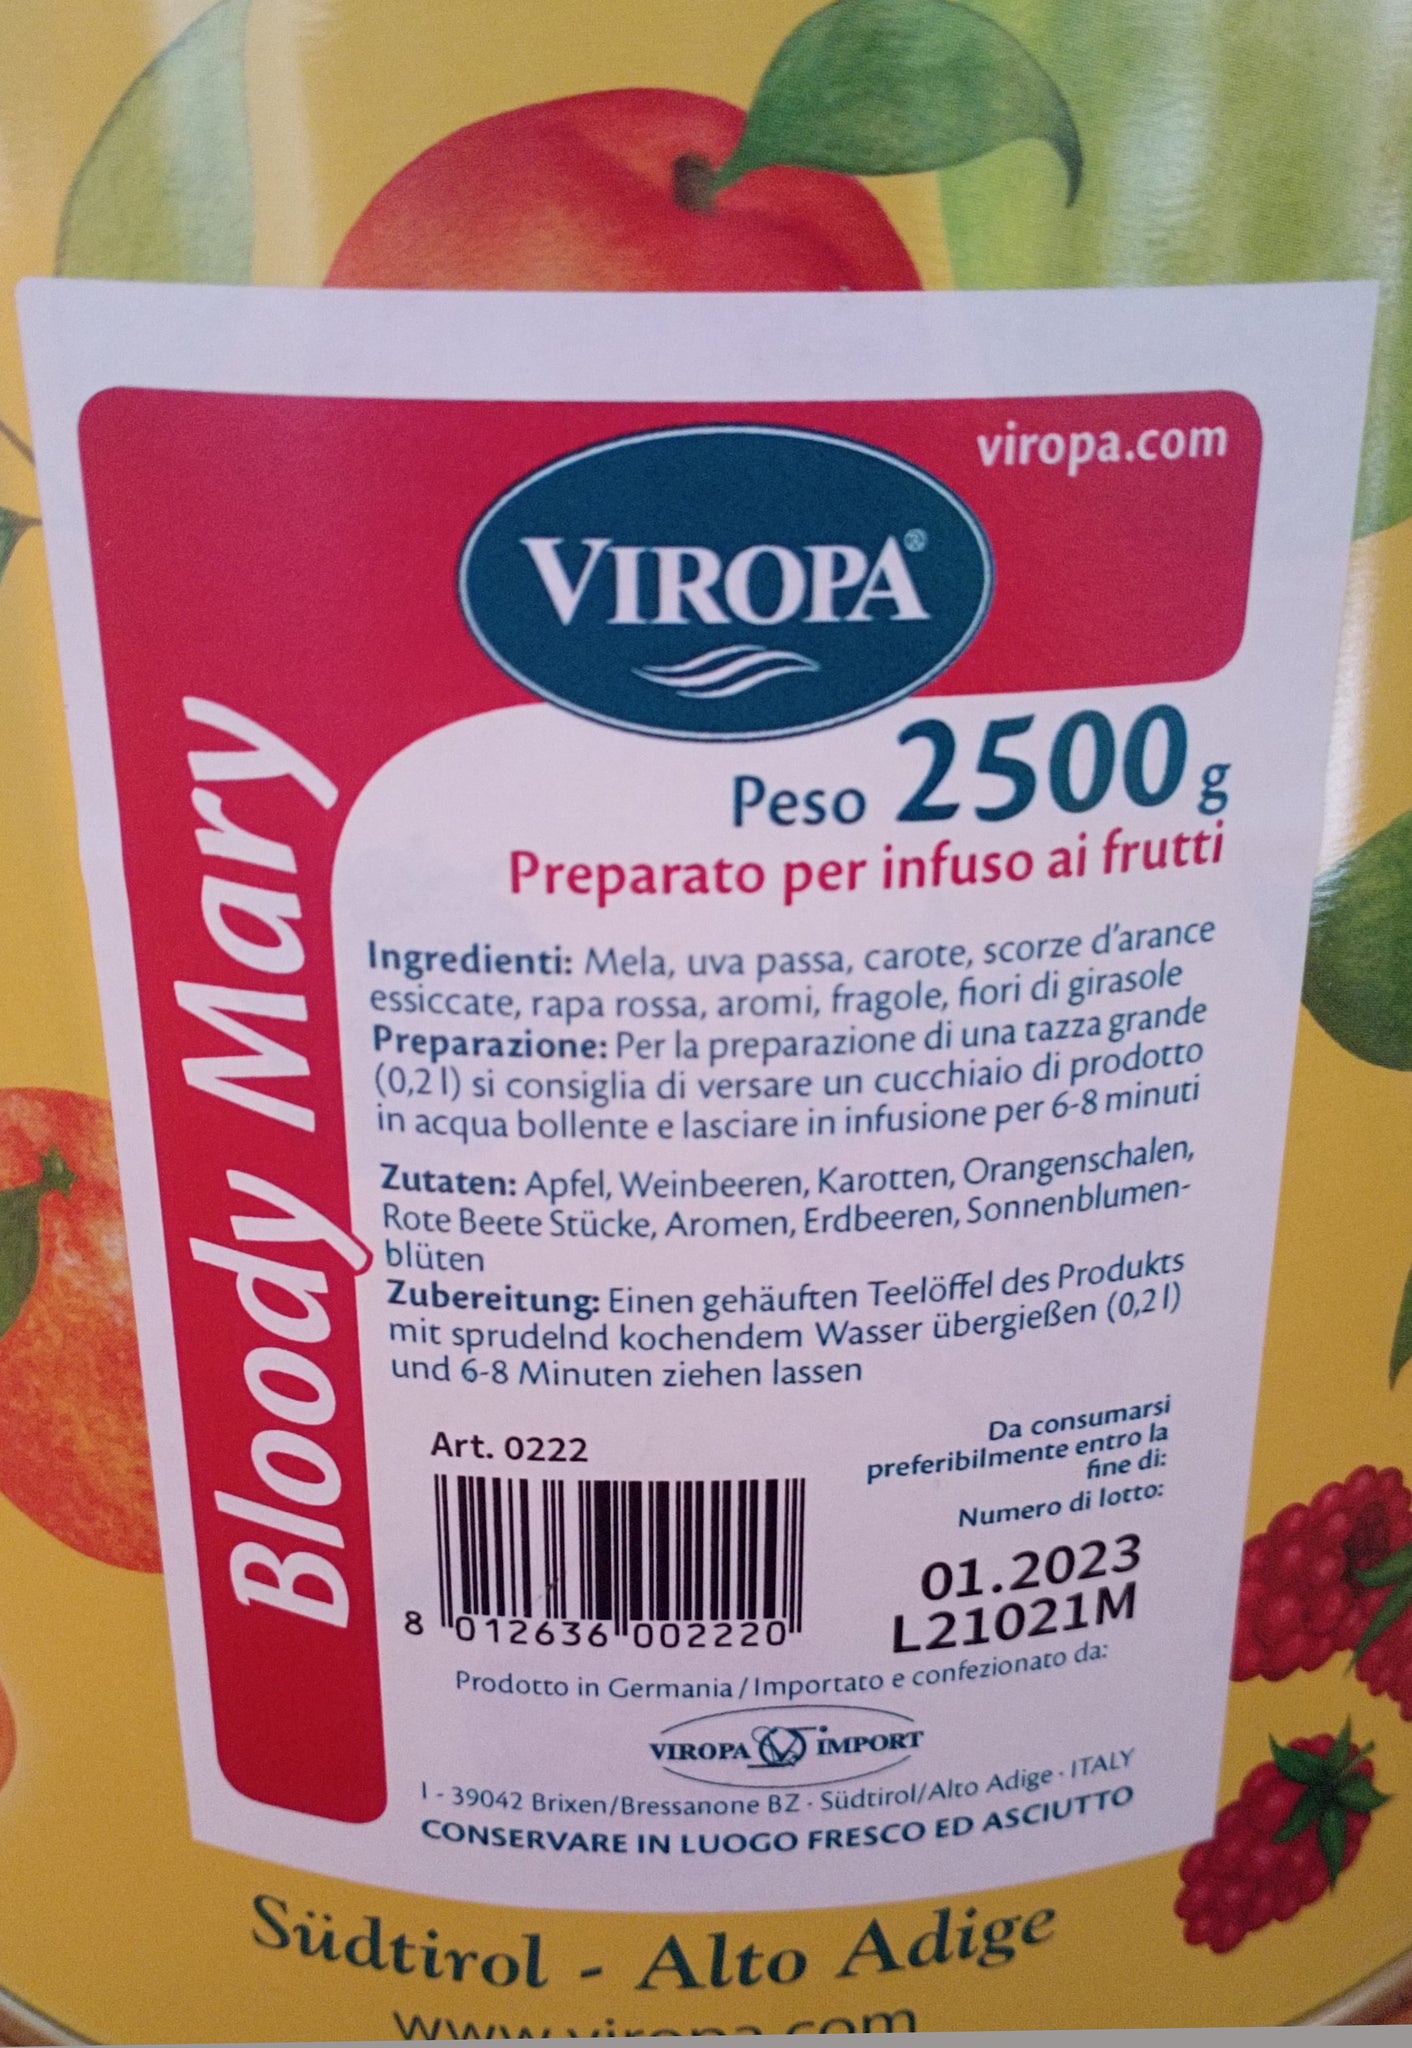 viropa.com
VIROPA®
Bloody Mary
Peso 2500 g
Preparato per infuso ai frutti
Ingredienti: Mela, uva passa, carote, scorze d'arance
essiccate, rapa rossa, aromi, fragole, fiori di girasole
Preparazione: Per la preparazione di una tazza grande
(0,2 l) si consiglia di versare un cucchiaio di prodotto
in acqua bollente e lasciare in infusione per 6-8 minuti
Zutaten: Apfel, Weinbeeren, Karotten, Orangenschalen,
Rote Beete Stücke, Aromen, Erdbeeren, Sonnenblumen-
blüten
Zubereitung: Einen gehäuften Teelöffel des Produkts
mit sprudelnd kochendem Wasser übergießen (0,2 l)
und 6-8 Minuten ziehen lassen
Art. 0222
8 012636 002220
Da consumarsi
preferibilmente entro la
fine di:
Numero di lotto:
01.2023
L21021M
Prodotto in Germania / Importato e confezionato da:
VIROPA IMPORT
I - 39042 Brixen/Bressanone BZ · Südtirol/Alto Adige · ITALY
CONSERVARE IN LUOGO FRESCO ED ASCIUTTO
Südtirol - Alto Adige
www.viropa.com